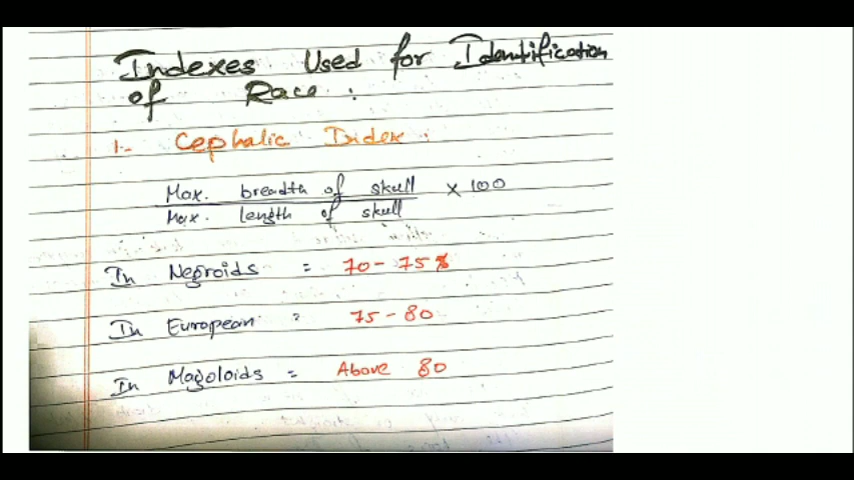 Indexes Used for Identification
of Race :
1- Cephalic Index :
Max. breadth of skull × 100
Max. length of skull
In Negroids = 70 - 75%
In European = 75 - 80
In Magoloids = Above 80